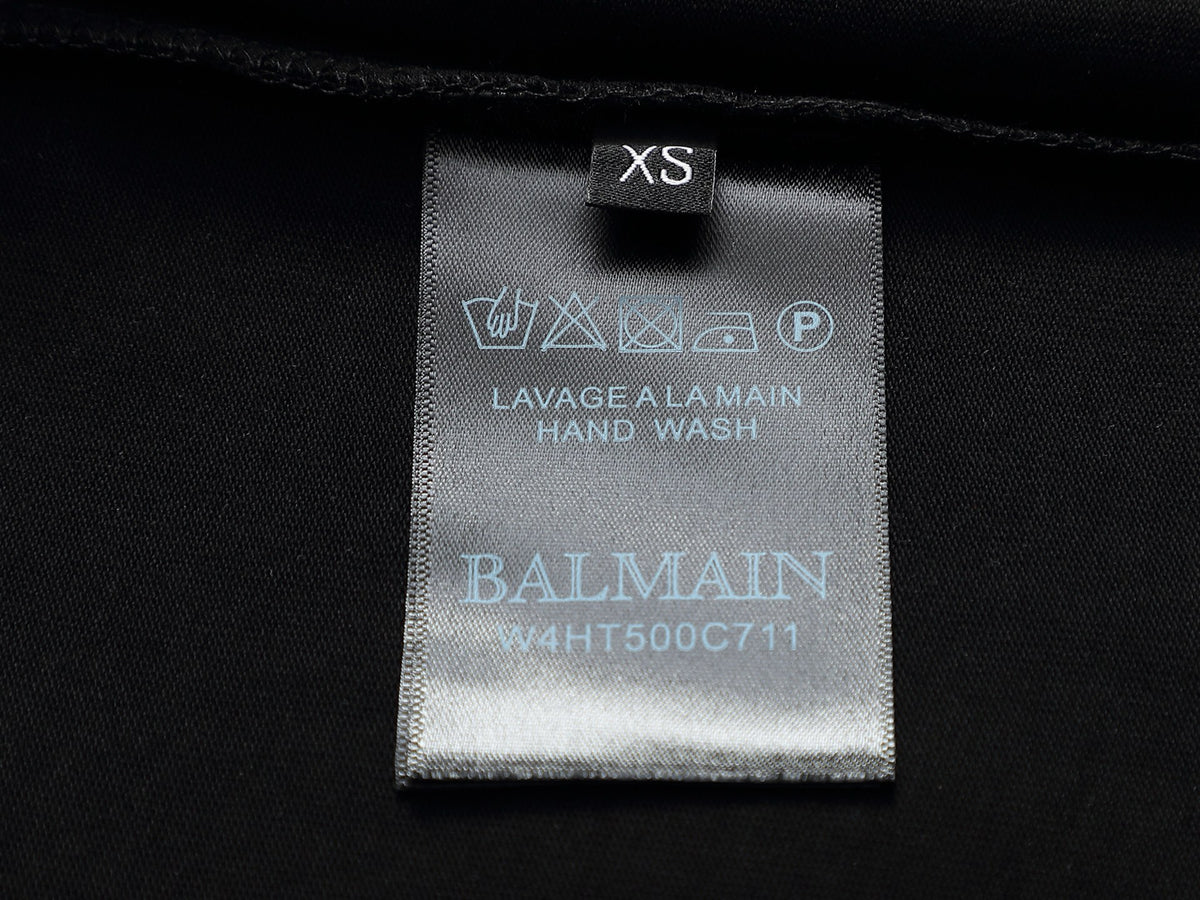 XS
P
LAVAGE A LA MAIN
HAND WASH
BALMAIN
W4HT500C711